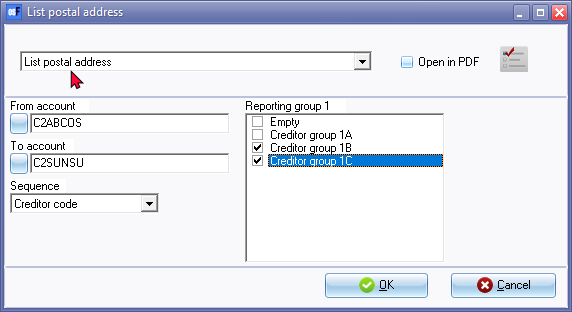 List postal address
List postal address
Open in PDF
From account
C2ABCOS
To account
C2SUNSU
Sequence
Creditor code
Reporting group 1
Empty
Creditor group 1A
Creditor group 1B
Creditor group 1C
OK
Cancel